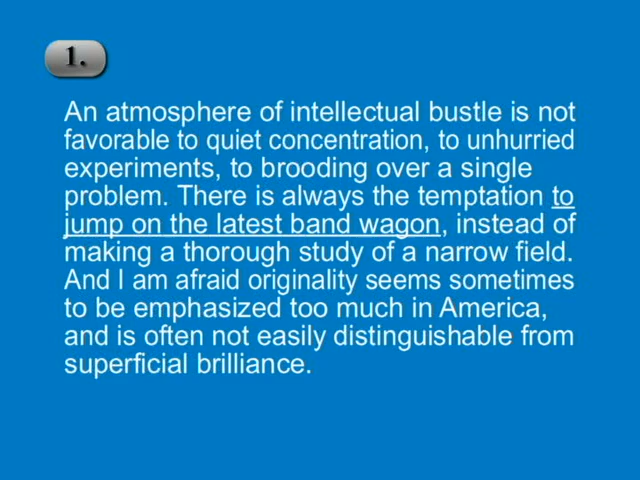 1.
An atmosphere of intellectual bustle is not
favorable to quiet concentration, to unhurried
experiments, to brooding over a single
problem. There is always the temptation to
jump on the latest band wagon, instead of
making a thorough study of a narrow field.
And I am afraid originality seems sometimes
to be emphasized too much in America,
and is often not easily distinguishable from
superficial brilliance.